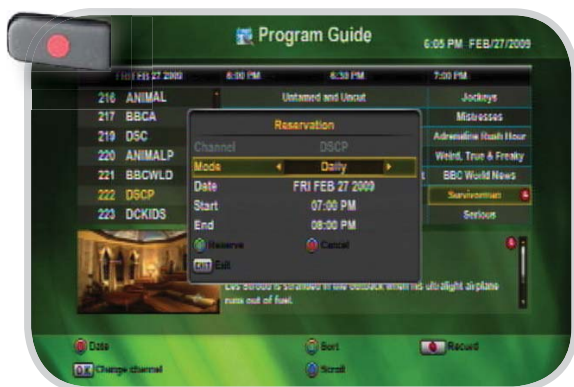 Program Guide
6:05 PM FEB/27/2009
FRI FEB 27 2009 6:00 PM 6:30 PM 7:00 PM
216 ANIMAL Untamed and Uncut Jockeys
217 BBCA Mistresses
219 DSC Adrenaline Rush Hour
220 ANIMALP Weird, True & Freaky
221 BBCWLD BBC World News
222 DSCP Survivorman
223 DCKIDS Serious
Reservation
Channel DSCP
Mode Daily
Date FRI FEB 27 2009
Start 07:00 PM
End 08:00 PM
Reserve Cancel
EXIT Exit
Les Stroud is stranded in the outback when his ultralight airplane
runs out of fuel.
Date Sort Record
OK Change channel Scroll